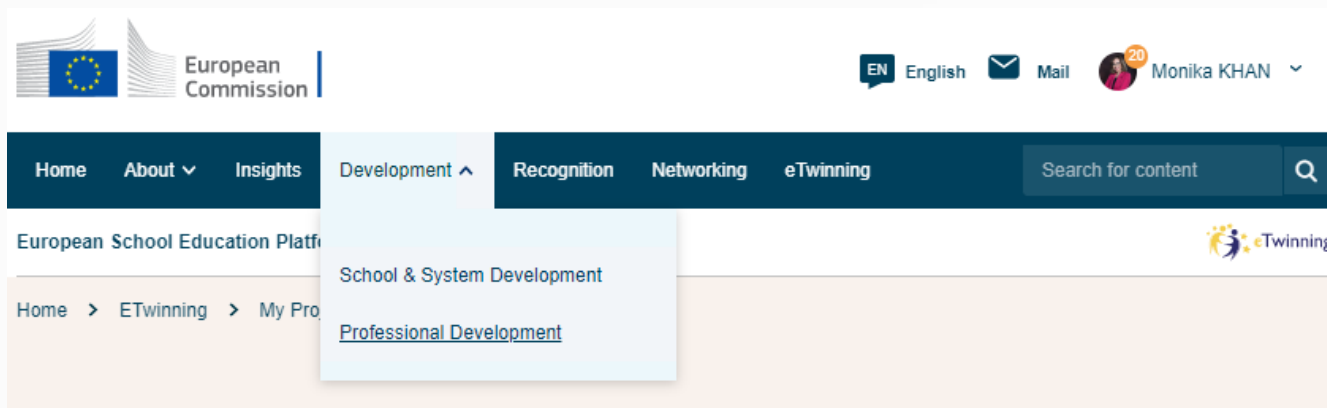 European
Commission
EN English Mail 20 Monika KHAN
Home About Insights Development Recognition Networking eTwinning Search for content
European School Education Platfo
eTwinning
School & System Development
Home > ETwinning > My Pro
Professional Development